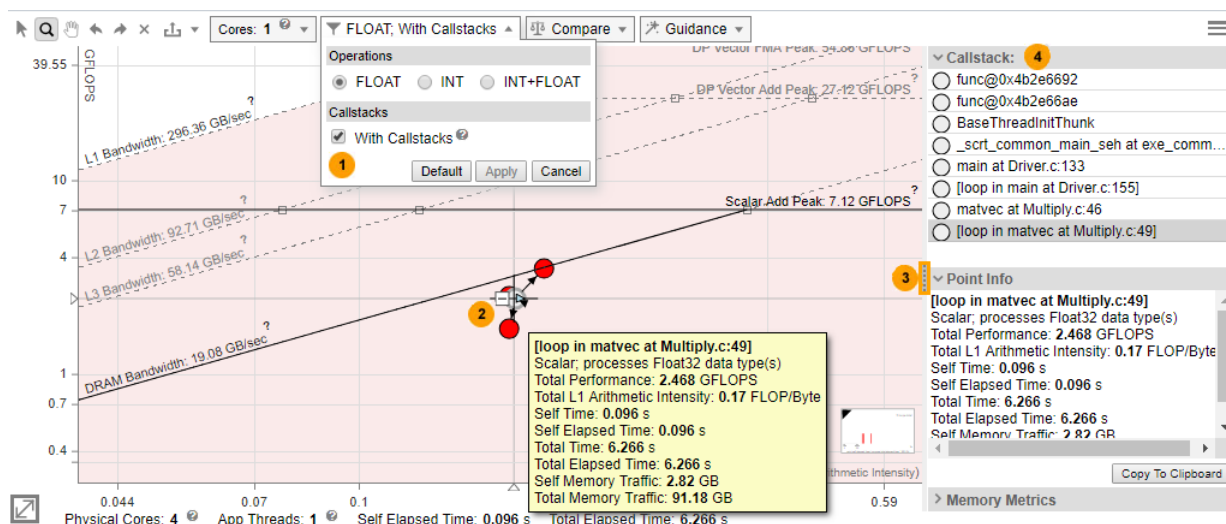 Cores: 1
FLOAT; With Callstacks
Compare
Guidance
GFLOPS
39.55
10
7
4
1
0.7
0.4
Operations
FLOAT
INT
INT+FLOAT
Callstacks
With Callstacks
1
Default
Apply
Cancel
DP Vector FMA Peak: 54.86 GFLOPS
DP Vector Add Peak: 27.12 GFLOPS
?
?
L1 Bandwidth: 296.36 GB/sec
?
L2 Bandwidth: 92.71 GB/sec
?
L3 Bandwidth: 58.14 GB/sec
?
Scalar Add Peak: 7.12 GFLOPS
?
DRAM Bandwidth: 19.08 GB/sec
2
[loop in matvec at Multiply.c:49]
Scalar; processes Float32 data type(s)
Total Performance: 2.468 GFLOPS
Total L1 Arithmetic Intensity: 0.17 FLOP/Byte
Self Time: 0.096 s
Self Elapsed Time: 0.096 s
Total Time: 6.266 s
Total Elapsed Time: 6.266 s
Self Memory Traffic: 2.82 GB
Total Memory Traffic: 91.18 GB
ithmetic Intensity)
0.044
0.07
0.1
0.59
Physical Cores: 4 App Threads: 1 Self Elapsed Time: 0.096 s Total Elapsed Time: 6.266 s
Callstack: 4
func@0x4b2e6692
func@0x4b2e66ae
BaseThreadInitThunk
_scrt_common_main_seh at exe_comm...
main at Driver.c:133
[loop in main at Driver.c:155]
matvec at Multiply.c:46
[loop in matvec at Multiply.c:49]
3
Point Info
[loop in matvec at Multiply.c:49]
Scalar; processes Float32 data type(s)
Total Performance: 2.468 GFLOPS
Total L1 Arithmetic Intensity: 0.17 FLOP/Byte
Self Time: 0.096 s
Self Elapsed Time: 0.096 s
Total Time: 6.266 s
Total Elapsed Time: 6.266 s
Self Memory Traffic: 2.82 GB
Copy To Clipboard
Memory Metrics